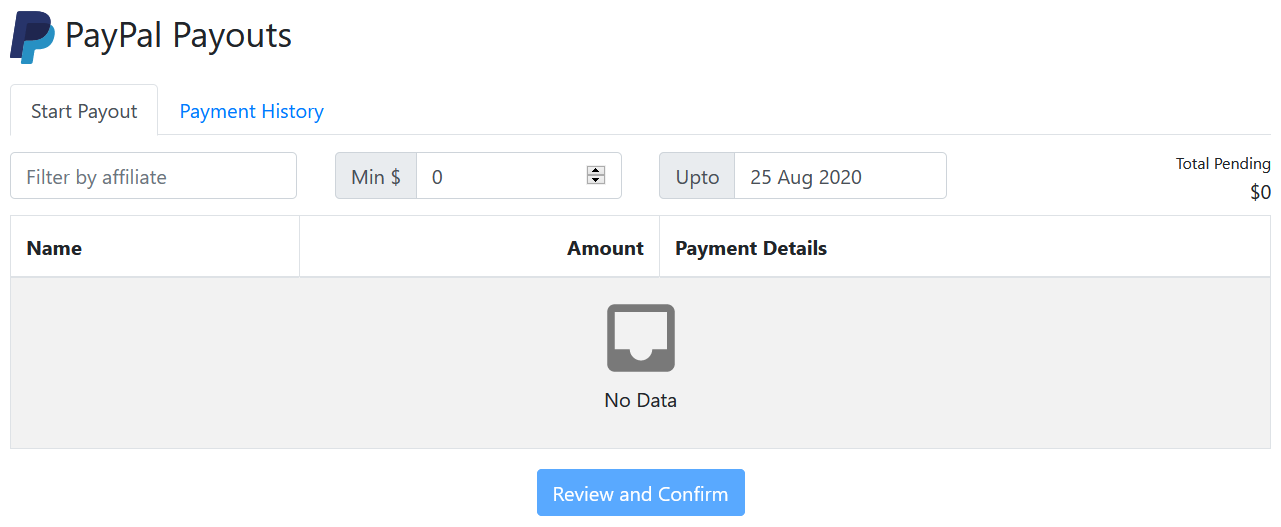 PayPal Payouts
Start Payout Payment History
Filter by affiliate Min $ 0 Upto 25 Aug 2020 Total Pending
$0
Name Amount Payment Details
No Data
Review and Confirm